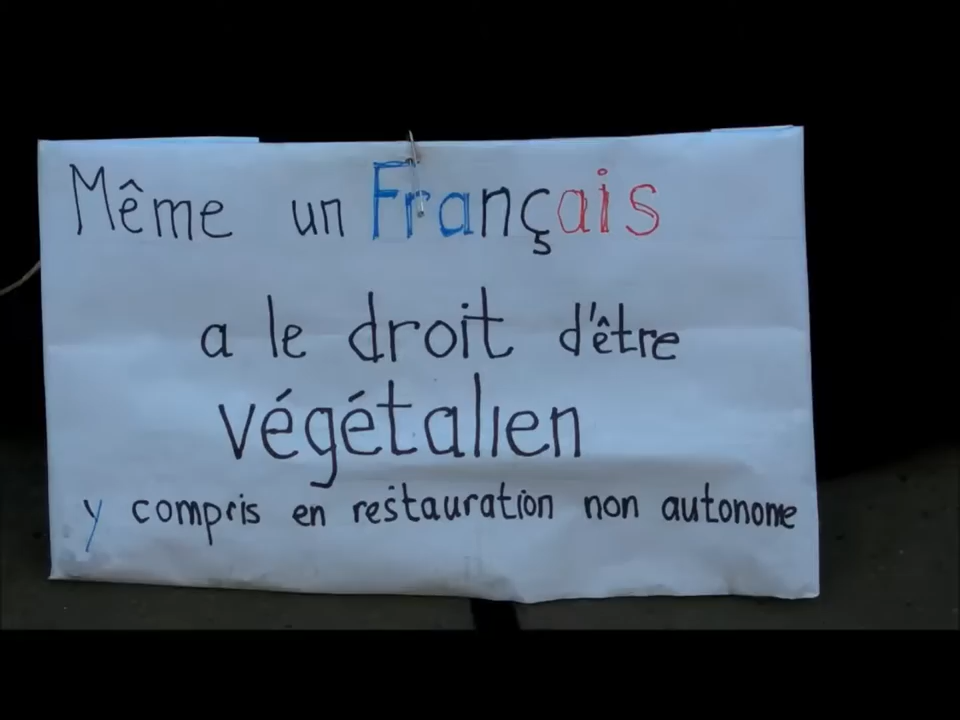 Même un Français
a le droit d'être
végétalien
y compris en restauration non autonome